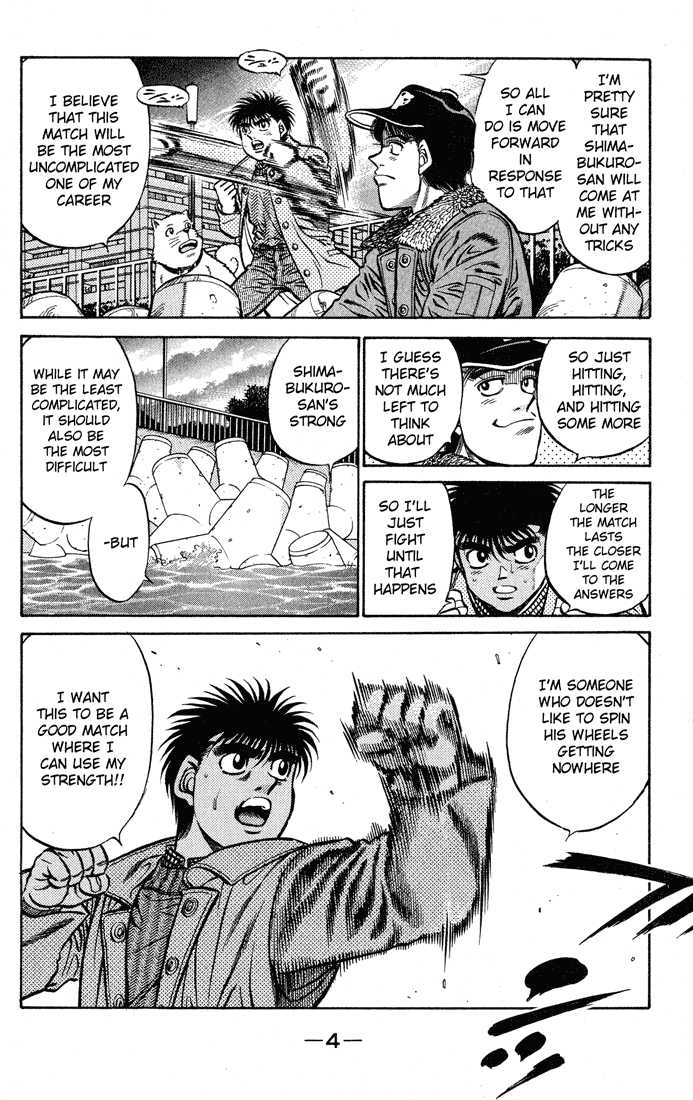 I'M
PRETTY
SURE
THAT
SHIMA-
BUKURO-
SAN WILL
COME AT
ME WITH-
OUT ANY
TRICKS
SO ALL
I CAN
DO IS MOVE
FORWARD
IN
RESPONSE
TO THAT
I BELIEVE
THAT THIS
MATCH WILL
BE THE MOST
UNCOMPLICATED
ONE OF MY
CAREER
SO JUST
HITTING,
HITTING,
AND HITTING
SOME MORE
I GUESS
THERE'S
NOT MUCH
LEFT TO
THINK
ABOUT
SHIMA-
BUKURO-
SAN'S
STRONG
WHILE IT MAY
BE THE LEAST
COMPLICATED,
IT SHOULD
ALSO BE
THE MOST
DIFFICULT
-BUT
THE
LONGER
THE MATCH
LASTS
THE CLOSER
I'LL COME
TO THE
ANSWERS
SO I'LL
JUST
FIGHT
UNTIL
THAT
HAPPENS
I'M SOMEONE
WHO DOESN'T
LIKE TO SPIN
HIS WHEELS
GETTING
NOWHERE
I WANT
THIS TO BE A
GOOD MATCH
WHERE I
CAN USE MY
STRENGTH!!
—4—